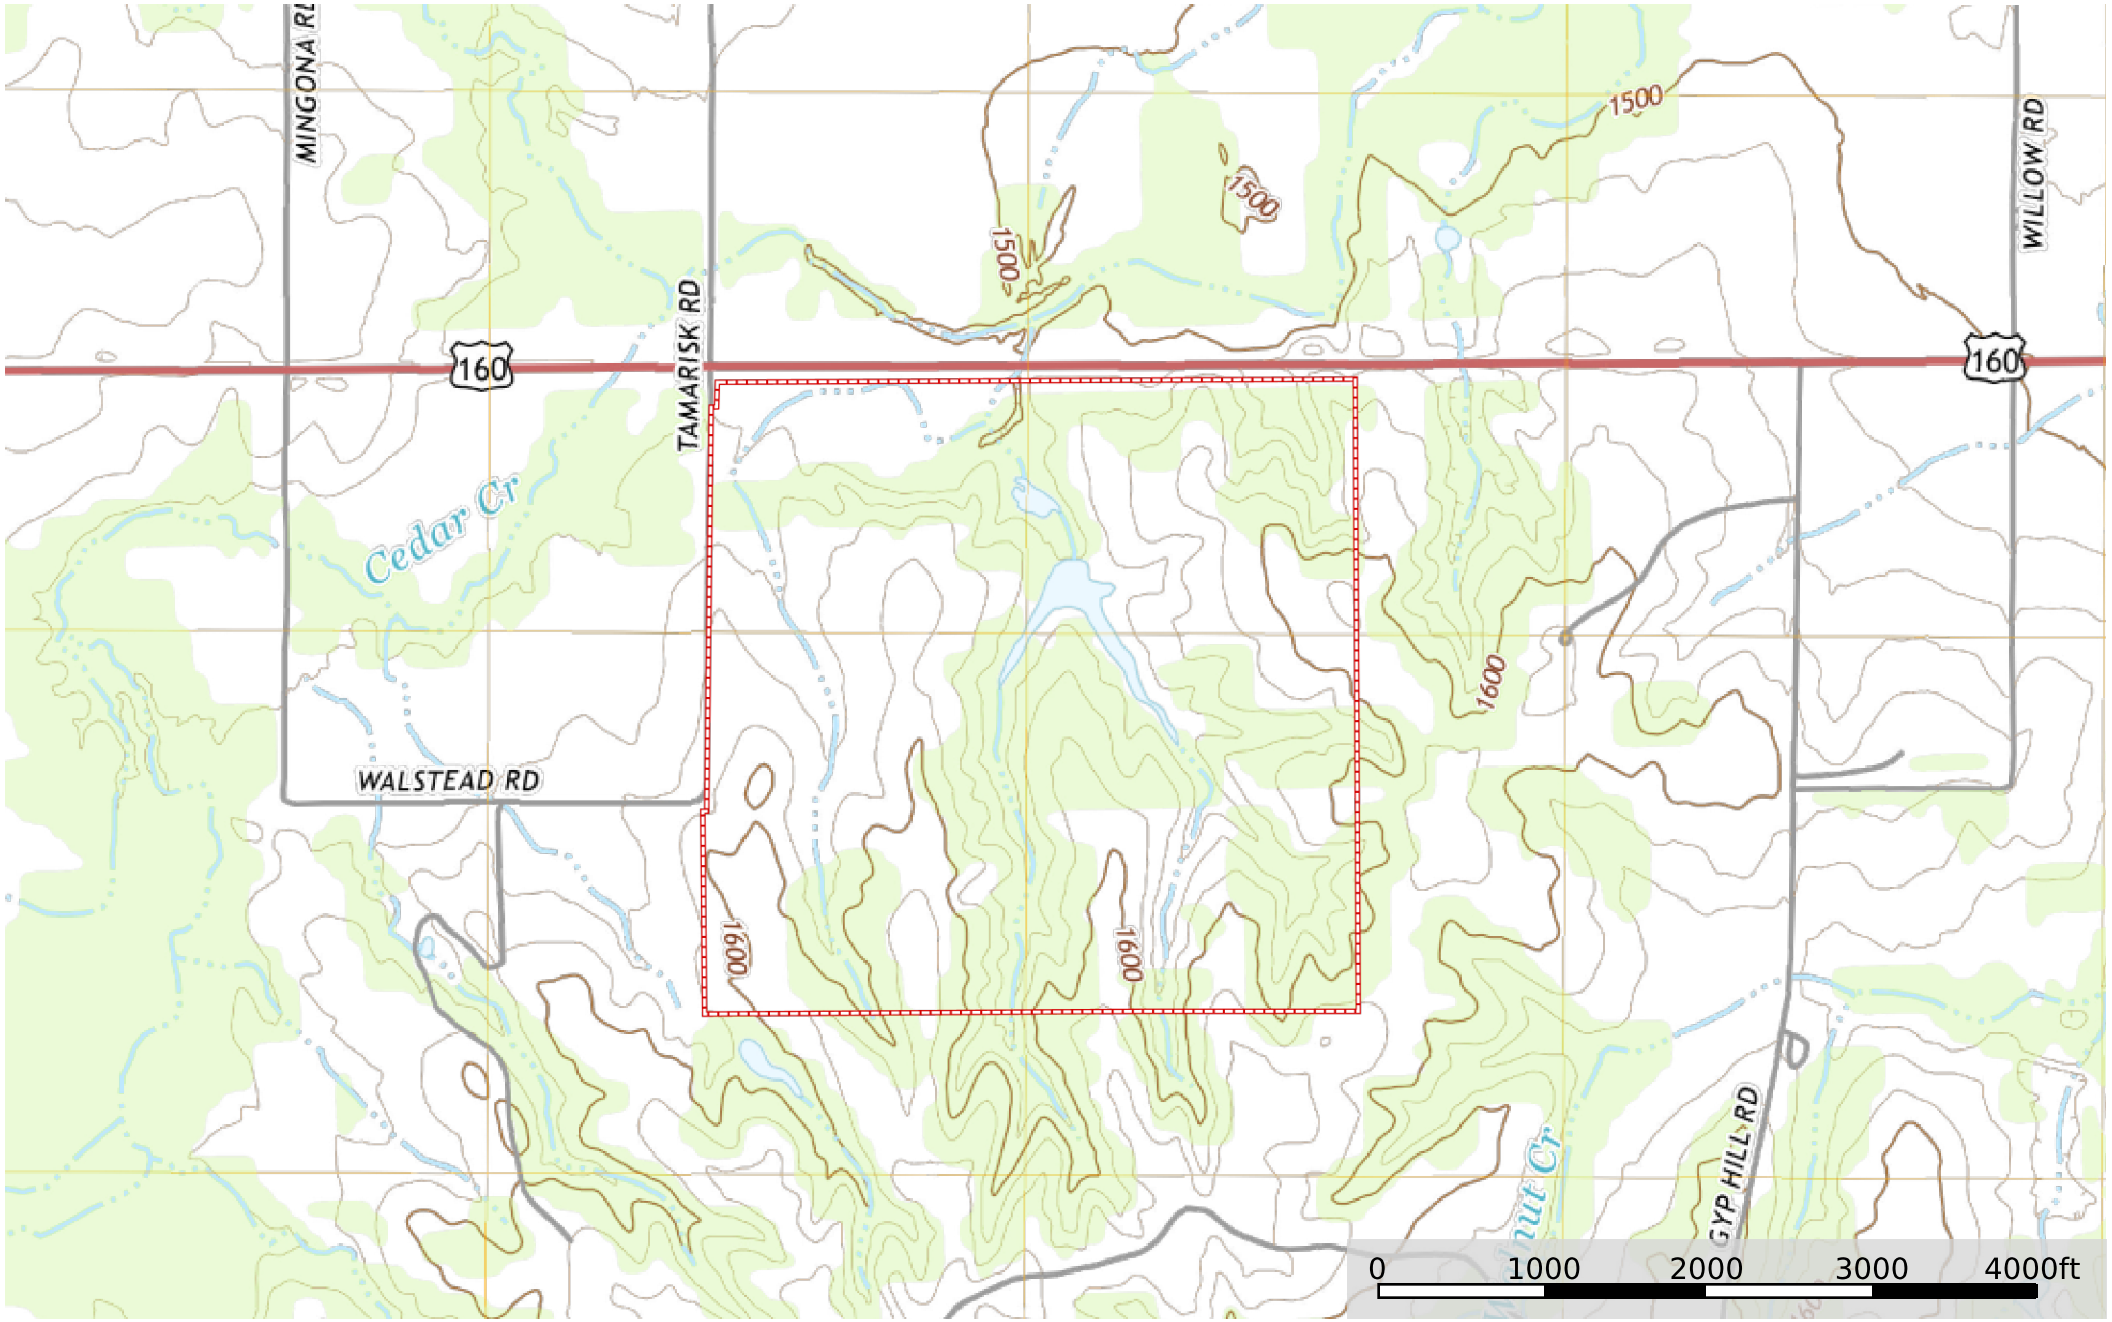 MINGONA RD
1500
WILLOW RD
1500
1500
TAMARISK RD
160
160
Cedar Cr
1600
WALSTEAD RD
1600
1600
GYP HILL RD
0 1000 2000 3000 4000ft